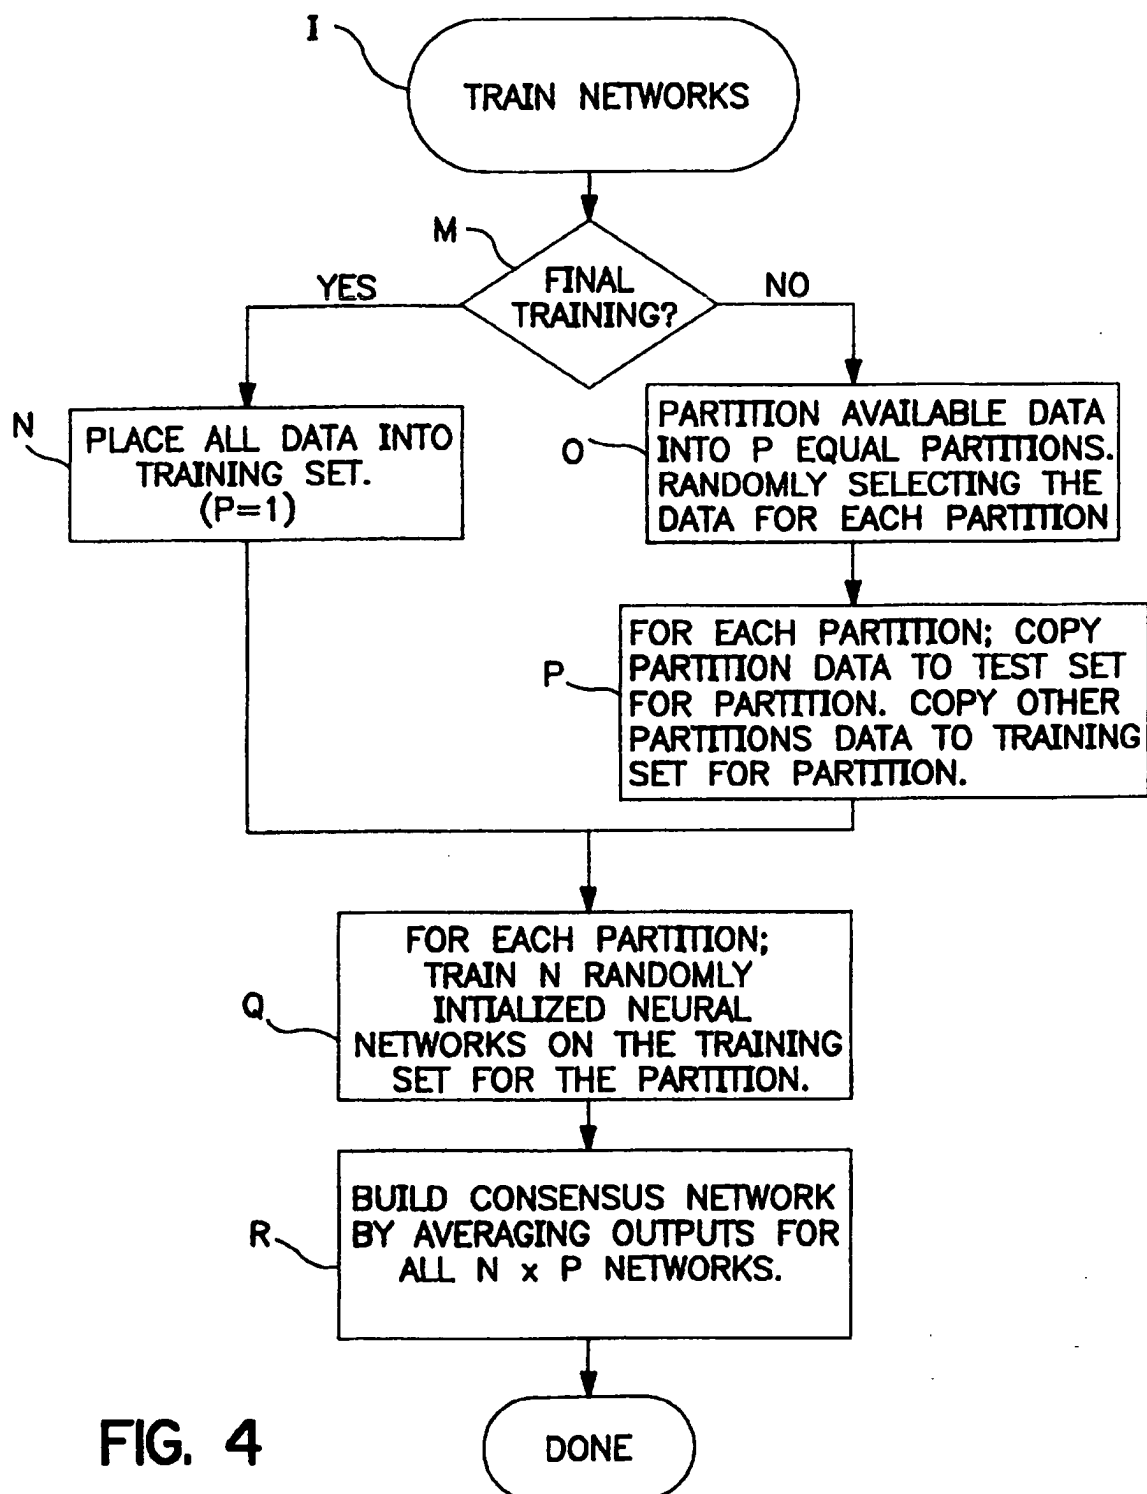 I
TRAIN NETWORKS
M
FINAL
TRAINING?
YES
NO
N
PLACE ALL DATA INTO
TRAINING SET.
(P=1)
O
PARTITION AVAILABLE DATA
INTO P EQUAL PARTITIONS.
RANDOMLY SELECTING THE
DATA FOR EACH PARTITION
P
FOR EACH PARTITION; COPY
PARTITION DATA TO TEST SET
FOR PARTITION. COPY OTHER
PARTITIONS DATA TO TRAINING
SET FOR PARTITION.
Q
FOR EACH PARTITION;
TRAIN N RANDOMLY
INTIALIZED NEURAL
NETWORKS ON THE TRAINING
SET FOR THE PARTITION.
R
BUILD CONSENSUS NETWORK
BY AVERAGING OUTPUTS FOR
ALL N x P NETWORKS.
DONE
FIG. 4